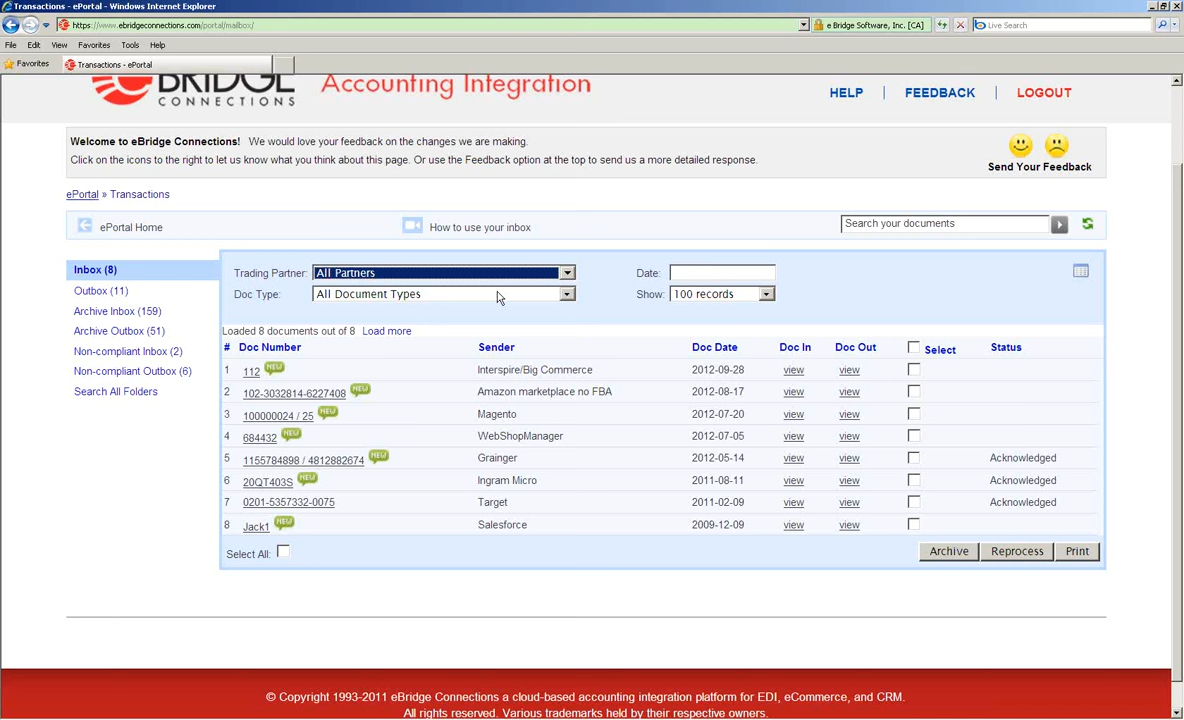 Transactions - ePortal - Windows Internet Explorer
https://www.ebridgeconnections.com/portal/mailbox/
e Bridge Software, Inc. [CA]
Live Search
File Edit View Favorites Tools Help
Favorites Transactions - ePortal
eBRIDGE
CONNECTIONS
Accounting Integration
HELP | FEEDBACK | LOGOUT
Welcome to eBridge Connections! We would love your feedback on the changes we are making.
Click on the icons to the right to let us know what you think about this page. Or use the Feedback option at the top to send us a more detailed response.
Send Your Feedback
ePortal » Transactions
ePortal Home How to use your inbox Search your documents
Inbox (8)
Outbox (11)
Archive Inbox (159)
Archive Outbox (51)
Non-compliant Inbox (2)
Non-compliant Outbox (6)
Search All Folders
Trading Partner: All Partners Date:
Doc Type: All Document Types Show: 100 records
Loaded 8 documents out of 8 Load more
# Doc Number Sender Doc Date Doc In Doc Out Select Status
1 112 NEW Interspire/Big Commerce 2012-09-28 view view
2 102-3032814-6227408 NEW Amazon marketplace no FBA 2012-08-17 view view
3 100000024 / 25 NEW Magento 2012-07-20 view view
4 684432 NEW WebShopManager 2012-07-05 view view
5 1155784898 / 4812882674 NEW Grainger 2012-05-14 view view Acknowledged
6 20QT403S NEW Ingram Micro 2011-08-11 view view Acknowledged
7 0201-5357332-0075 Target 2011-02-09 view view Acknowledged
8 Jack1 NEW Salesforce 2009-12-09 view view
Select All: Archive Reprocess Print
© Copyright 1993-2011 eBridge Connections a cloud-based accounting integration platform for EDI, eCommerce, and CRM.
All rights reserved. Various trademarks held by their respective owners.